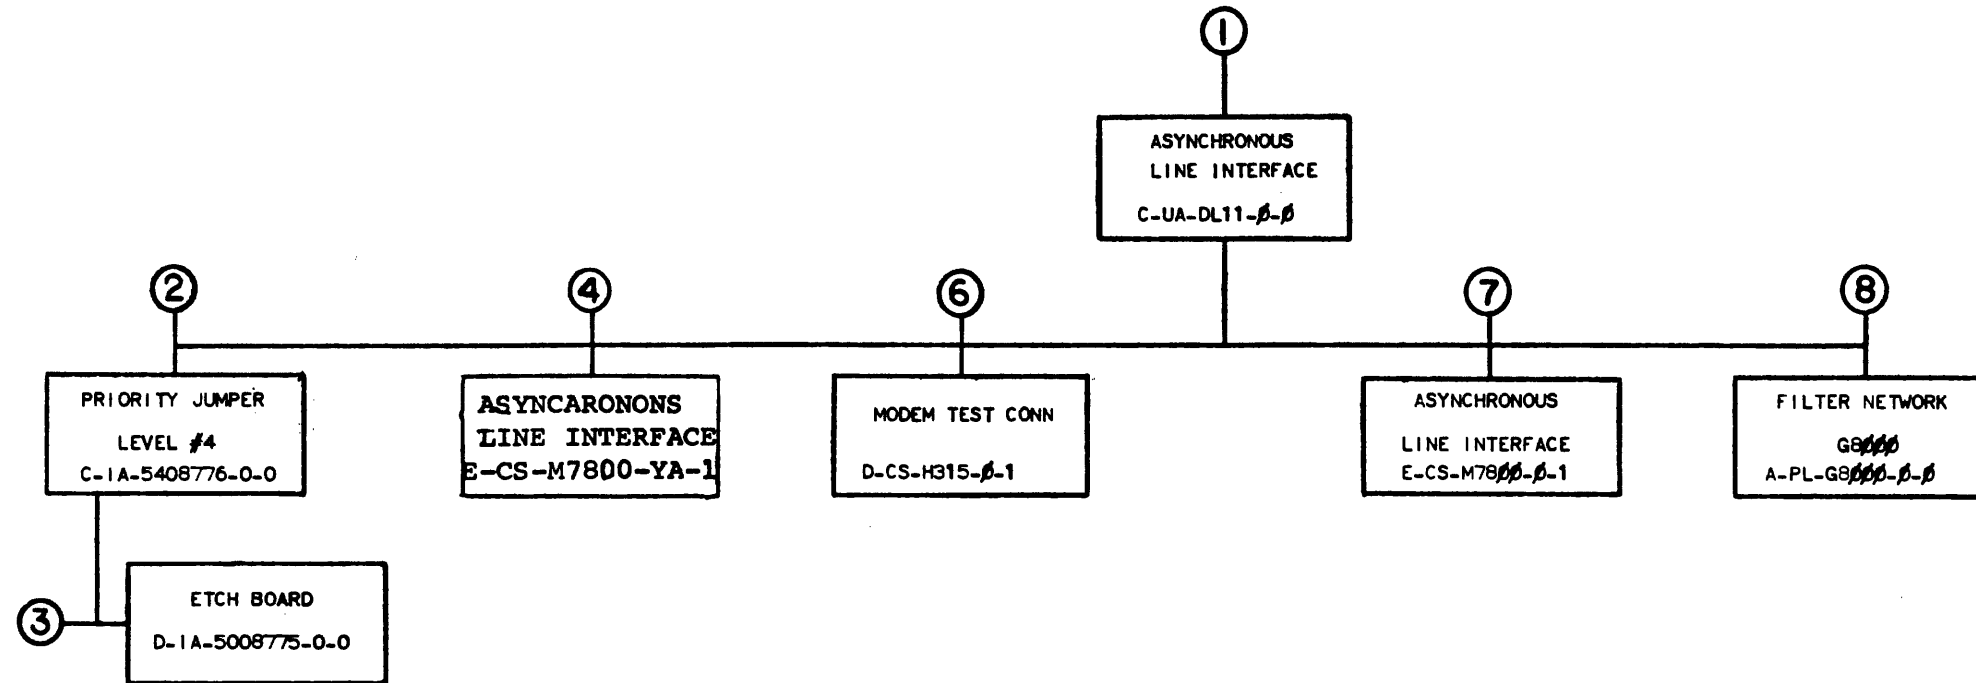 1
ASYNCHRONOUS
LINE INTERFACE
C-UA-DL11-Ø-Ø
2
4
6
7
8
PRIORITY JUMPER
LEVEL #4
C-IA-5408776-0-0
ASYNCARONONS
LINE INTERFACE
E-CS-M7800-YA-1
MODEM TEST CONN
D-CS-H315-Ø-1
ASYNCHRONOUS
LINE INTERFACE
E-CS-M78ØØ-Ø-1
FILTER NETWORK
G8ØØØ
A-PL-G8ØØØ-Ø-Ø
3
ETCH BOARD
D-IA-5008775-0-0